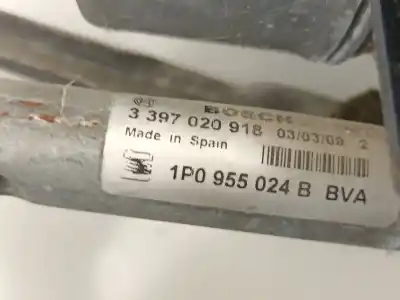 BOSCH
3 397 020 918 03/03/09 2
Made in Spain
1P0 955 024 B BVA